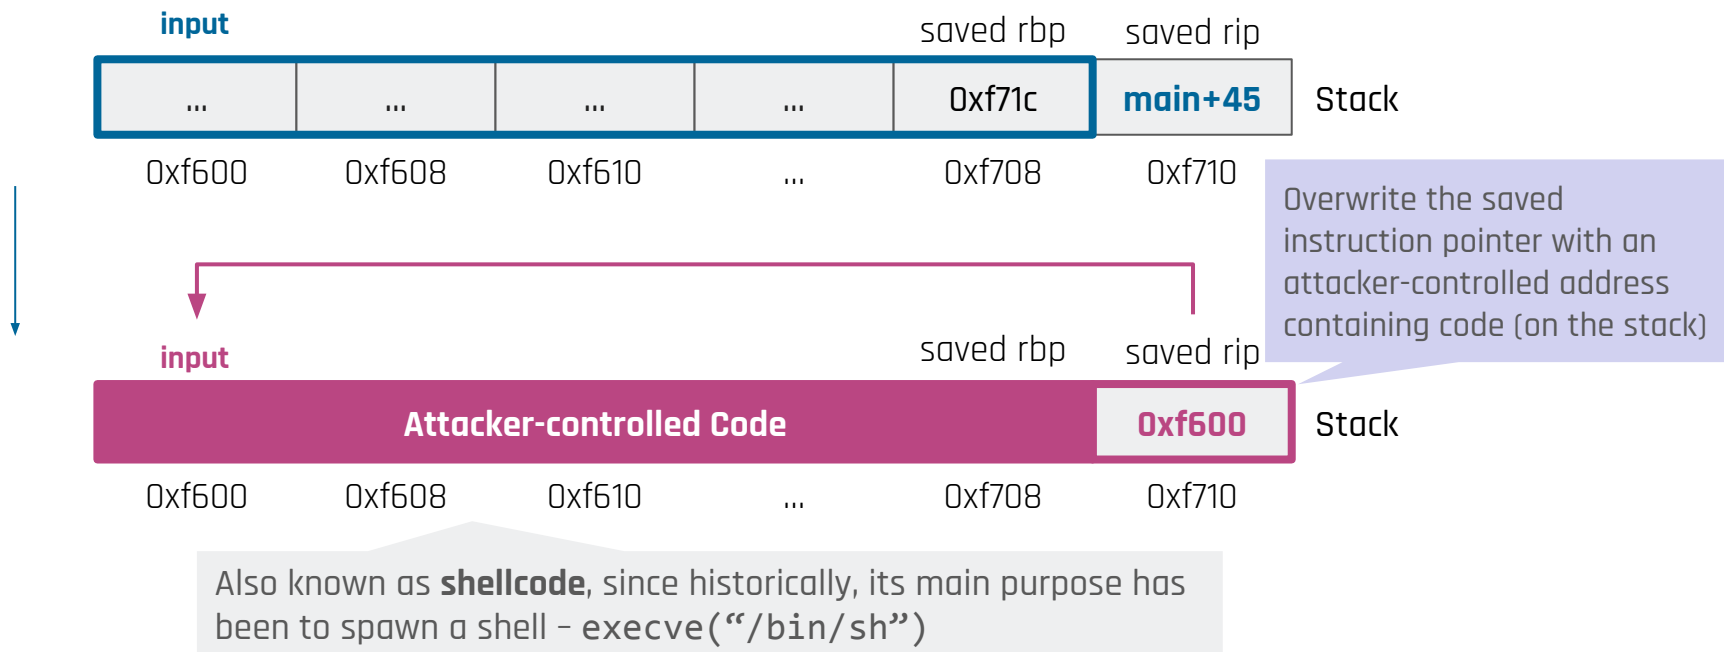 input saved rbp saved rip
... ... ... ... 0xf71c main+45 Stack
0xf600 0xf608 0xf610 ... 0xf708 0xf710
Overwrite the saved
instruction pointer with an
attacker-controlled address
containing code (on the stack)
input saved rbp saved rip
Attacker-controlled Code 0xf600 Stack
0xf600 0xf608 0xf610 ... 0xf708 0xf710
Also known as shellcode, since historically, its main purpose has
been to spawn a shell – execve(“/bin/sh”)